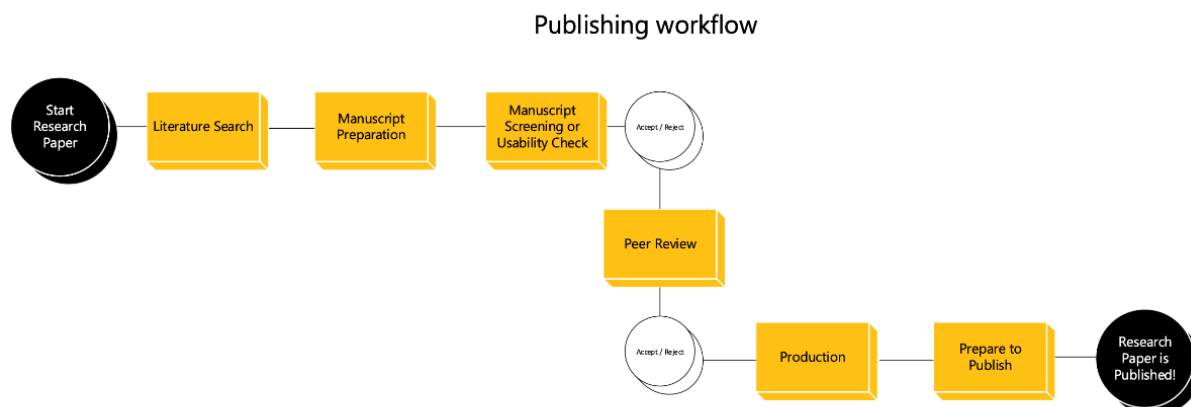 Publishing workflow
Start
Research
Paper
Literature Search
Manuscript
Preparation
Manuscript
Screening or
Usability Check
Accept / Reject
Peer Review
Accept / Reject
Production
Prepare to
Publish
Research
Paper is
Published!